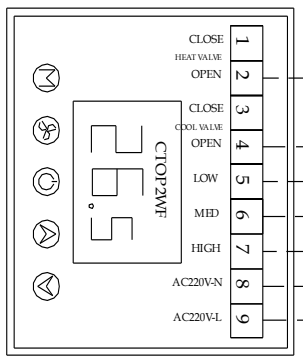 CLOSE 1
HEAT VALVE
OPEN 2
CLOSE 3
COOL VALVE
OPEN 4
LOW 5
MED 6
HIGH 7
AC220V-N 8
AC220V-L 9
M
26.5
CTOP2WF